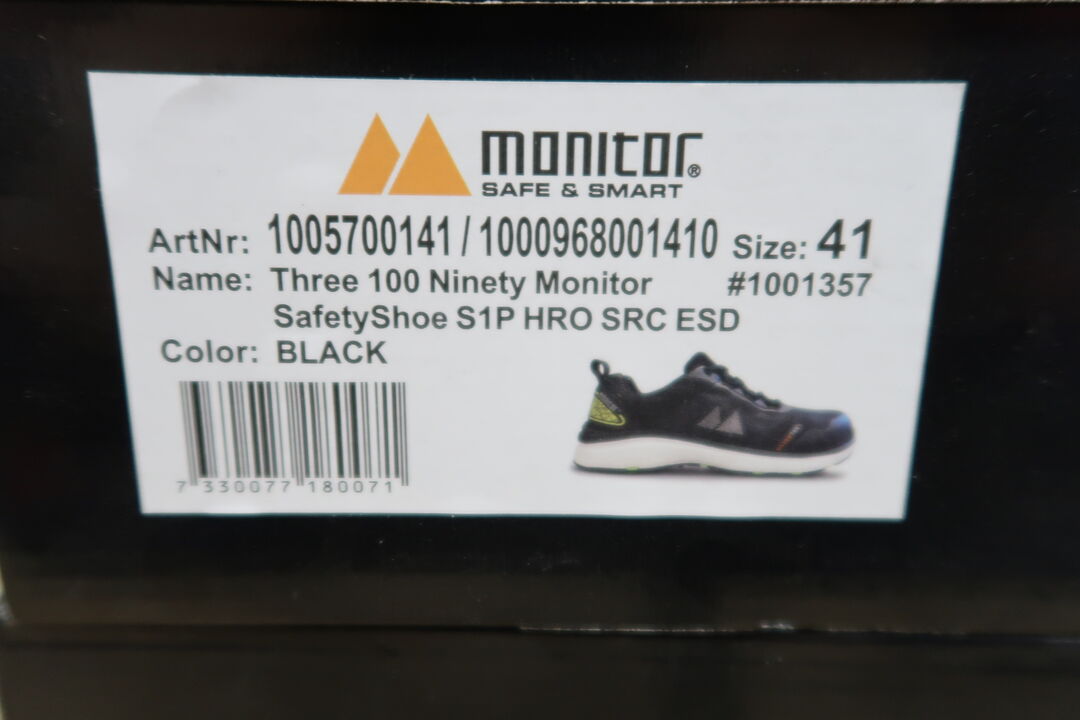 monitor®
SAFE & SMART
ArtNr: 1005700141 / 1000968001410 Size: 41
Name: Three 100 Ninety Monitor #1001357
SafetyShoe S1P HRO SRC ESD
Color: BLACK
7 330077 180071